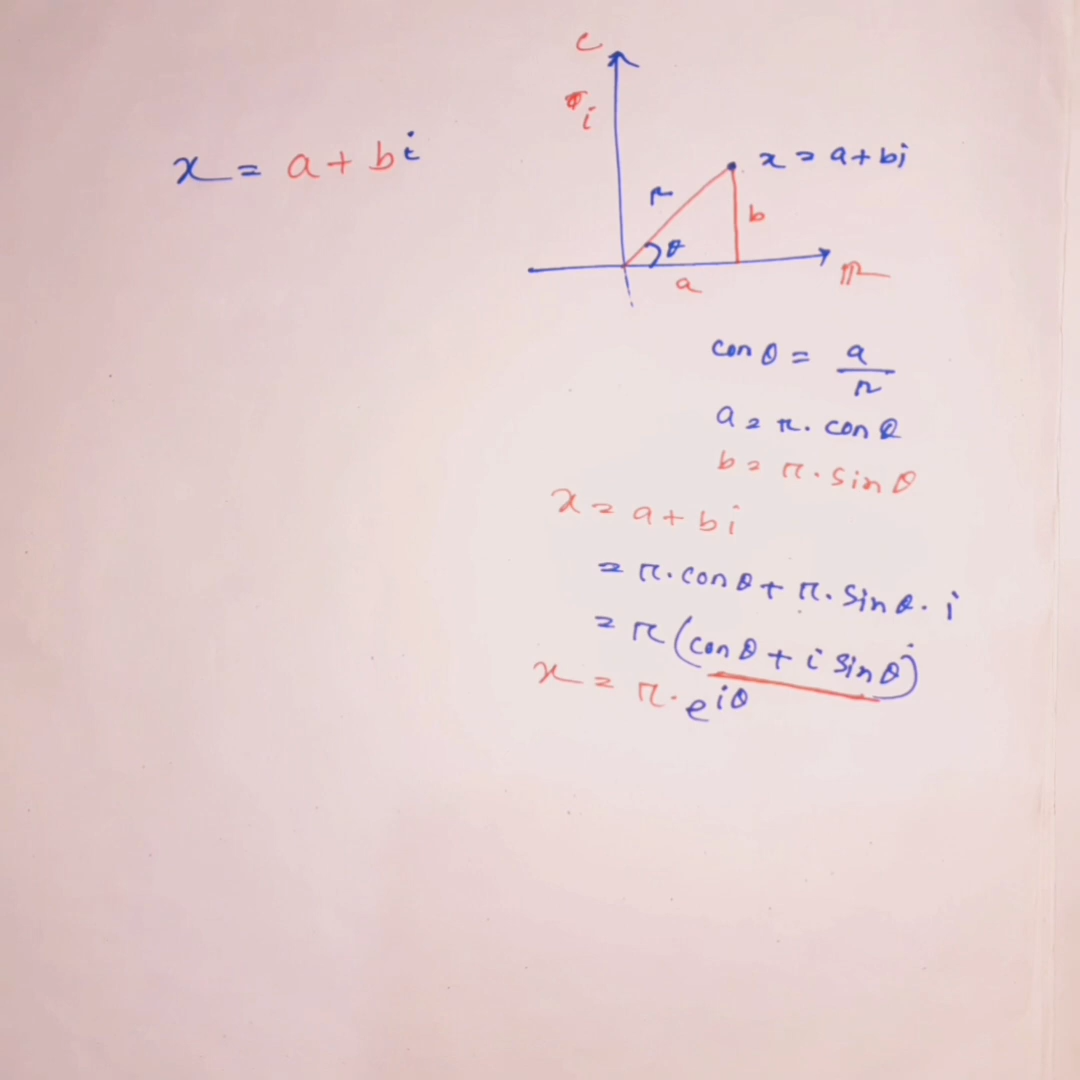 x = a + bi
c
i
x = a + bi
r
θ
b
a
R
cos θ = a/r
a = r. cos θ
b = r. sin θ
x = a + bi
= r. cos θ + r. sin θ. i
= r (cos θ + i sin θ)
x = r. e^iθ